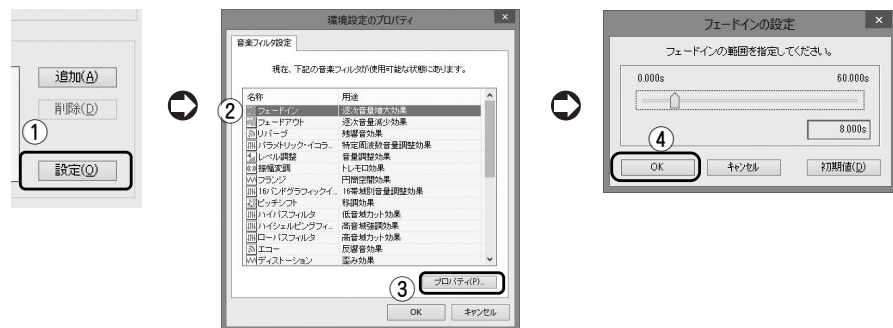 追加(A)
削除(D)
①
設定(O)
環境設定のプロパティ
音楽フィルタ設定
現在、下記の音楽フィルタが使用可能な状態にあります。
名称 用途
②
フェードイン 逐次音量増大効果
フェードアウト 逐次音量減少効果
リバーブ 残響音効果
パラメトリック・イコラ... 特定周波数音量調整効果
レベル調整 音量調整効果
振幅変調 トレモロ効果
フランジ 円筒空間効果
16バンドグラフィックイ... 16帯域別音量調整効果
ピッチシフト 移調効果
ハイパスフィルタ 低音域カット効果
ハイシェルビングフィ... 高音域強調効果
ローパスフィルタ 高音域カット効果
エコー 反響音効果
ディストーション 歪み効果
③
プロパティ(P)...
OK キャンセル
フェードインの設定
フェードインの範囲を指定してください。
0.000s 60.000s
8.000s
④
OK キャンセル 初期値(D)